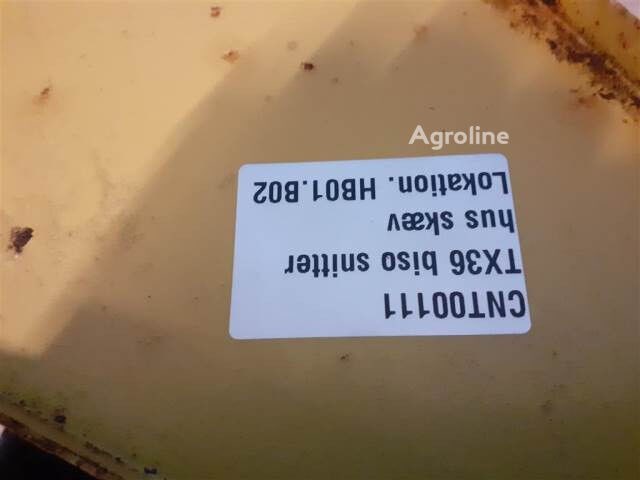 Agroline
CNT00111
TX36 biso snitter
hus skæv
Lokation. HB01.B02